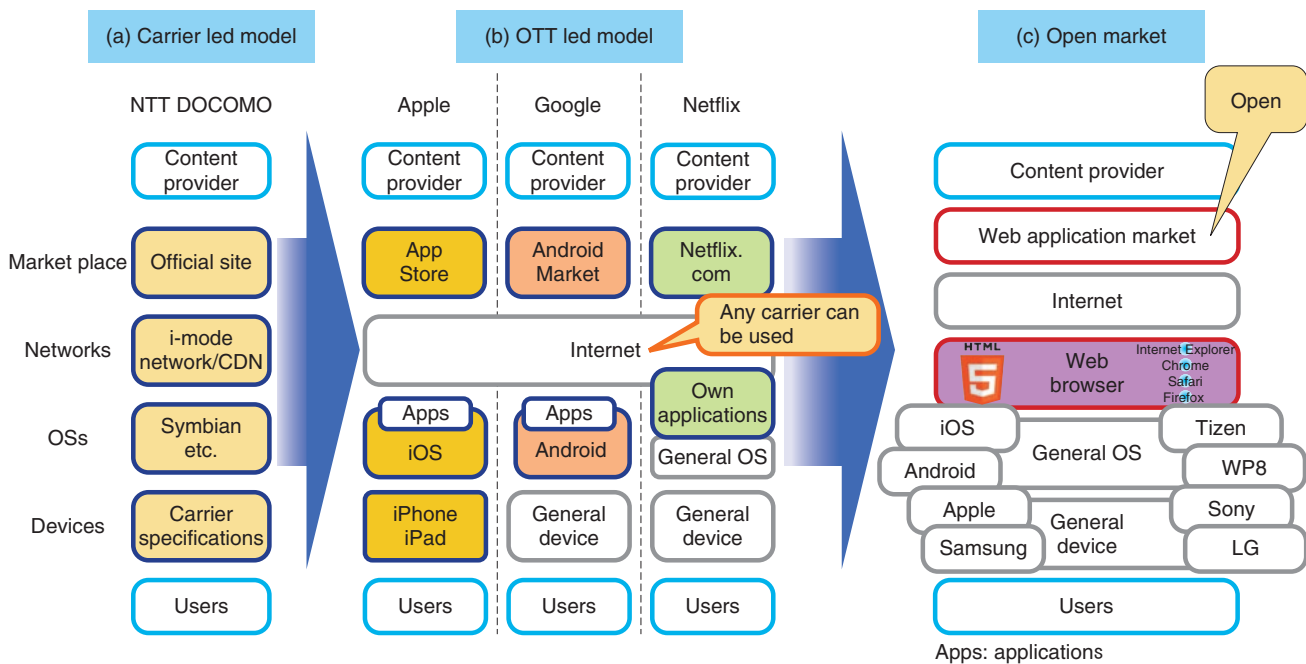 (a) Carrier led model
(b) OTT led model
(c) Open market
NTT DOCOMO
Apple
Google
Netflix
Open
Content
provider
Content
provider
Content
provider
Content
provider
Content provider
Market place
Official site
App
Store
Android
Market
Netflix.
com
Web application market
Any carrier can
be used
Internet
Networks
i-mode
network/CDN
Internet
HTML
5
Web
browser
Internet Explorer
Chrome
Safari
Firefox
Own
applications
OSs
Symbian
etc.
Apps
iOS
Apps
Android
General OS
iOS
Android
General OS
Tizen
WP8
Devices
Carrier
specifications
iPhone
iPad
General
device
General
device
Apple
Samsung
General
device
Sony
LG
Users
Users
Users
Users
Users
Apps: applications